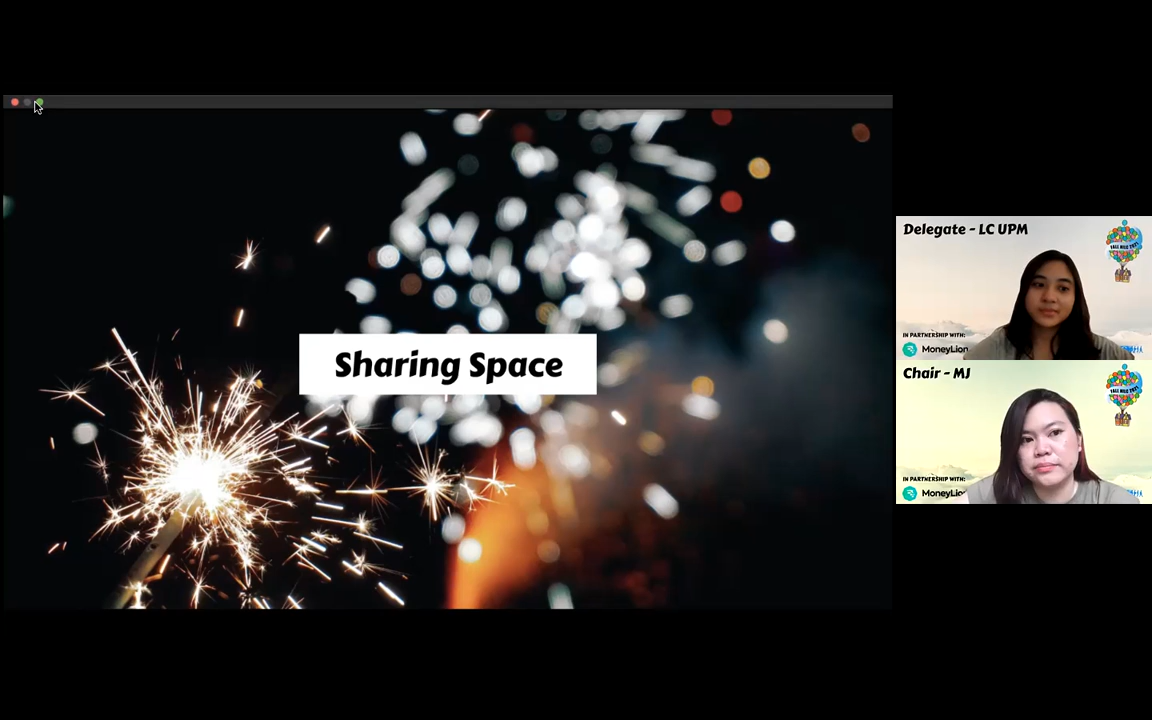 Sharing Space
Delegate - LC UPM
IN PARTNERSHIP WITH:
MoneyLion
Chair - MJ
IN PARTNERSHIP WITH:
MoneyLion